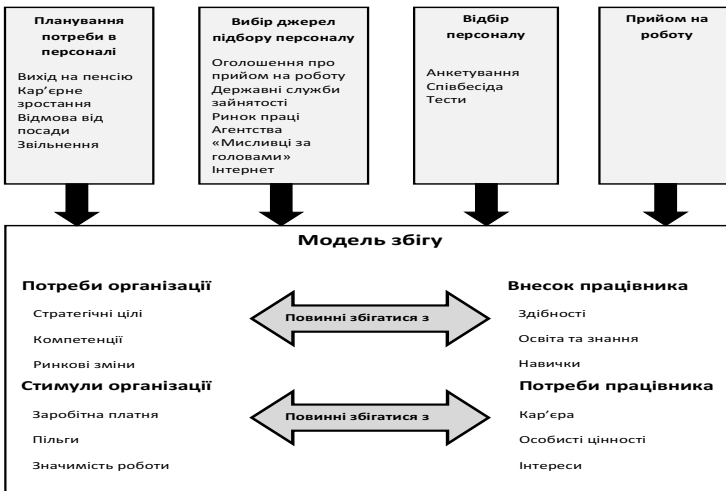 Планування
потреби в
персоналі
Вихід на пенсію
Кар’єрне
зростання
Відмова від
посади
Звільнення
Вибір джерел
підбору персоналу
Оголошення про
прийом на роботу
Державні служби
зайнятості
Ринок праці
Агентства
«Мисливці за
головами»
Інтернет
Відбір
персоналу
Анкетування
Співбесіда
Тести
Прийом на
роботу
Модель збігу
Потреби організації
Стратегічні цілі
Компетенції
Ринкові зміни
Повинні збігатися з
Внесок працівника
Здібності
Освіта та знання
Навички
Стимули організації
Заробітна платня
Пільги
Значимість роботи
Повинні збігатися з
Потреби працівника
Кар’єра
Особисті цінності
Інтереси